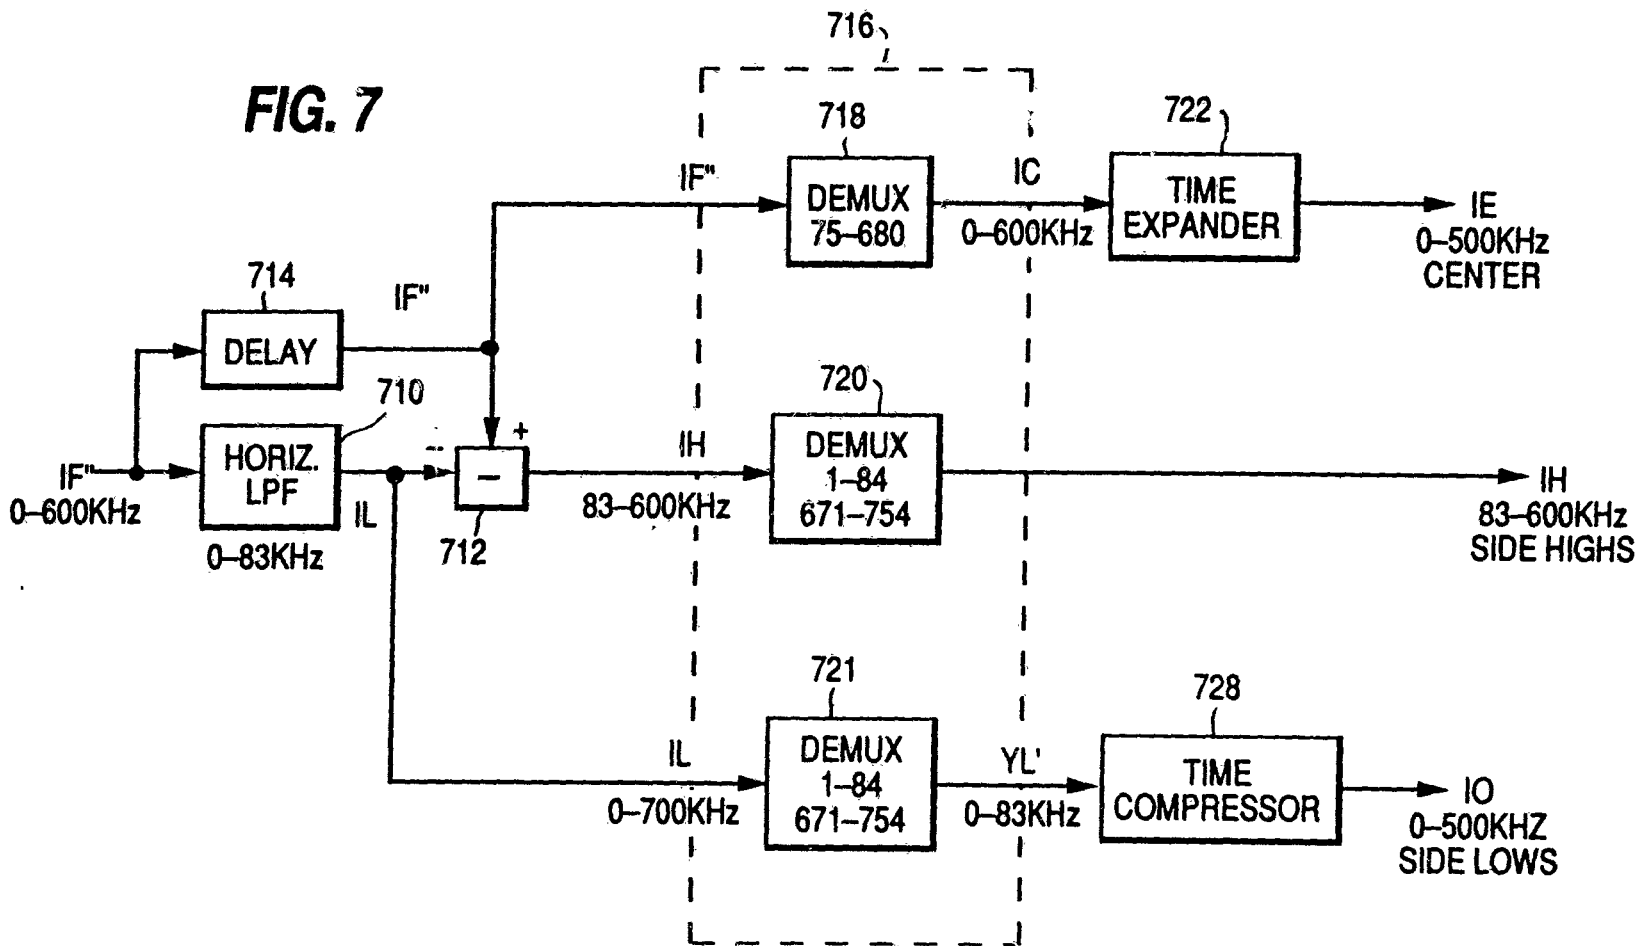 FIG. 7
716
718
DEMUX
75–680
722
TIME
EXPANDER
IF"
IC
0–600KHz
IE
0–500KHz
CENTER
714
DELAY
IF"
710
HORIZ.
LPF
IF"
0–600KHz
0–83KHz
IL
–
+
–
712
IH
83–600KHz
720
DEMUX
1–84
671–754
IH
83–600KHz
SIDE HIGHS
721
DEMUX
1–84
671–754
IL
0–700KHz
YL'
0–83KHz
728
TIME
COMPRESSOR
IO
0–500KHZ
SIDE LOWS